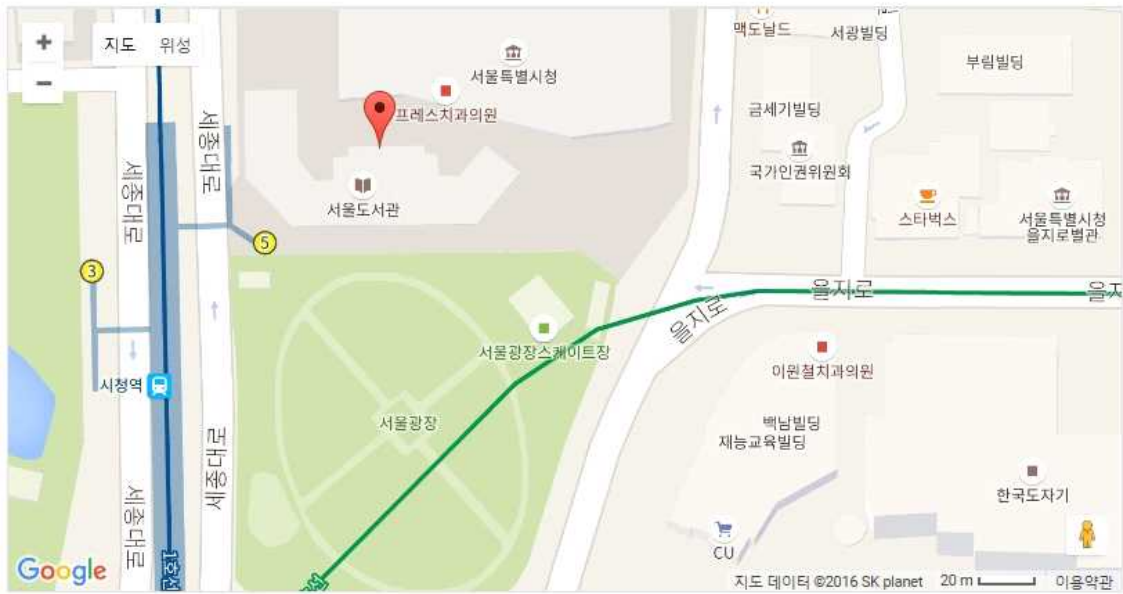 +
−
지도 위성
맥도날드
서광빌딩
부림빌딩
서울특별시청
프레스치과의원
금세기빌딩
국가인권위원회
세종대로
세종대로
서울도서관
스타벅스
서울특별시청
을지로별관
5
3
을지로
을지
을지로
서울광장스케이트장
이원철치과의원
시청역
서울광장
백남빌딩
재능교육빌딩
세종대로
세종대로
한국도자기
CU
1호선
Google
지도 데이터 ©2016 SK planet 20 m 이용약관